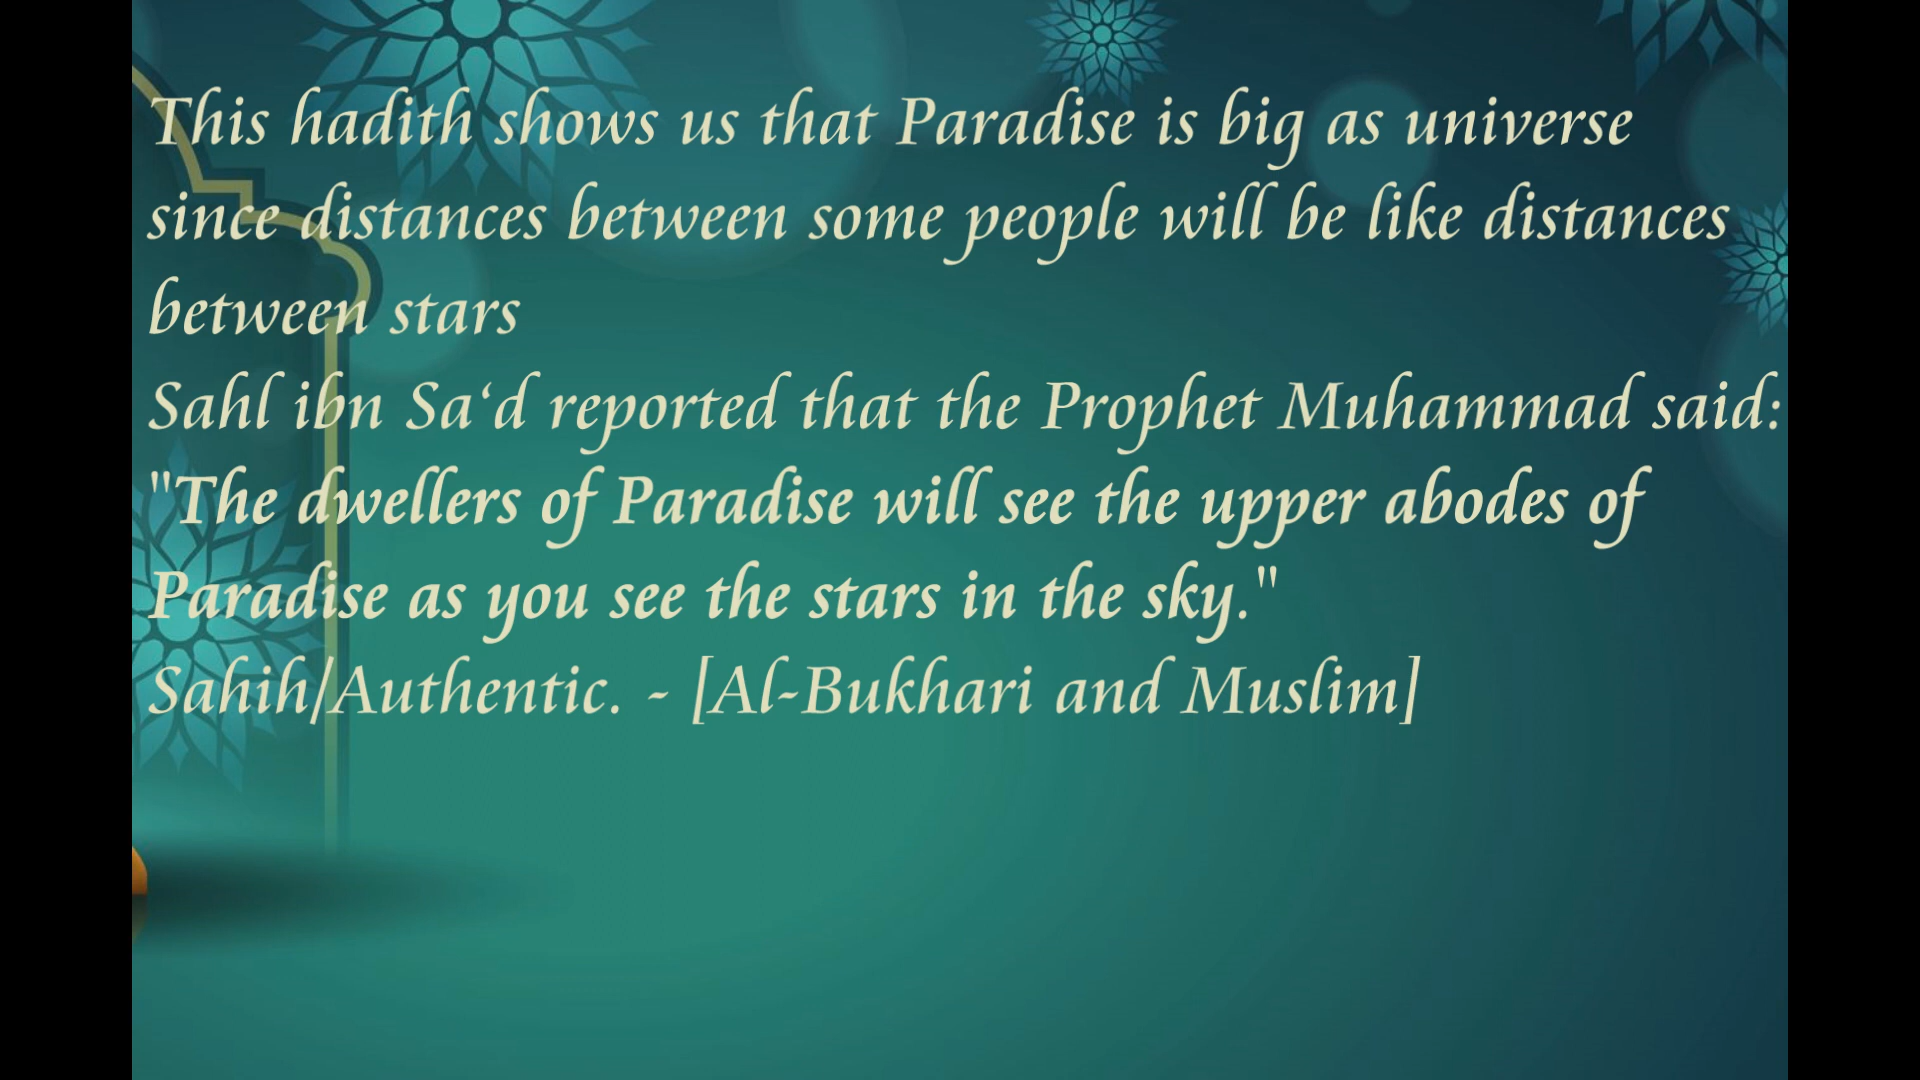 This hadith shows us that Paradise is big as universe
since distances between some people will be like distances
between stars
Sahl ibn Sa‘d reported that the Prophet Muhammad said:
"The dwellers of Paradise will see the upper abodes of
Paradise as you see the stars in the sky."
Sahih/Authentic. - [Al-Bukhari and Muslim]